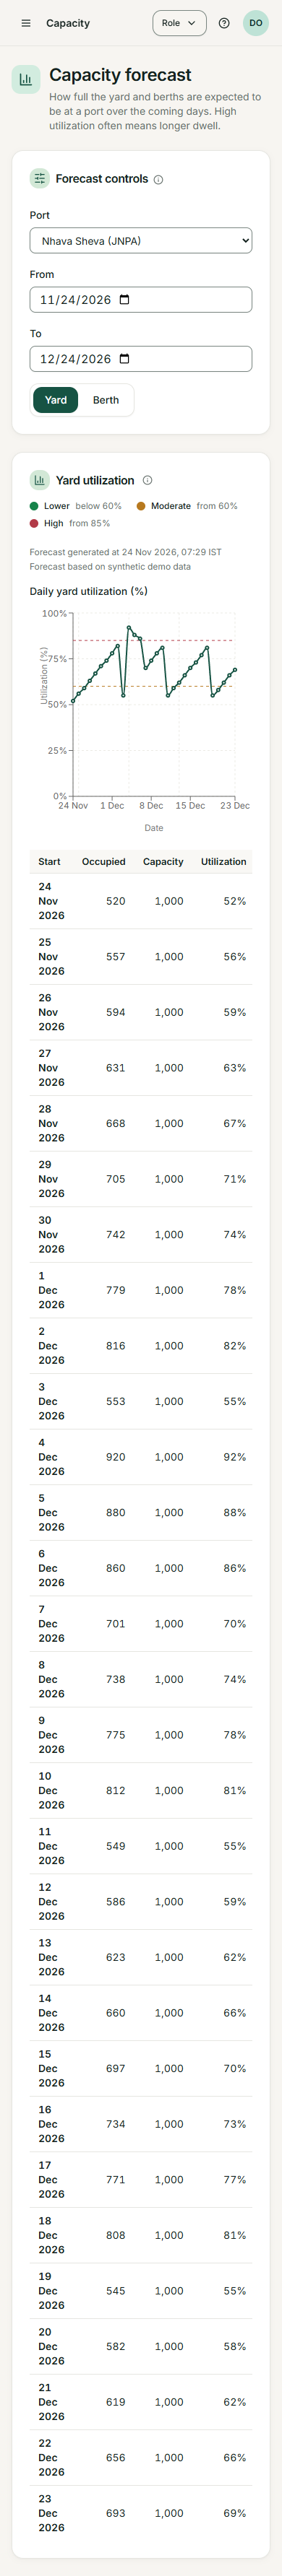 Capacity
Role
DO
Capacity forecast
How full the yard and berths are expected to
be at a port over the coming days. High
utilization often means longer dwell.
Forecast controls
Port
Nhava Sheva (JNPA)
From
11/24/2026
To
12/24/2026
Yard Berth
Yard utilization
Lower below 60% Moderate from 60%
High from 85%
Forecast generated at 24 Nov 2026, 07:29 IST
Forecast based on synthetic demo data
Daily yard utilization (%)
100%
75%
50%
25%
0%
Utilization (%)
24 Nov 1 Dec 8 Dec 15 Dec 23 Dec
Date
Start Occupied Capacity Utilization
24
Nov 520 1,000 52%
2026
25
Nov 557 1,000 56%
2026
26
Nov 594 1,000 59%
2026
27
Nov 631 1,000 63%
2026
28
Nov 668 1,000 67%
2026
29
Nov 705 1,000 71%
2026
30
Nov 742 1,000 74%
2026
1
Dec 779 1,000 78%
2026
2
Dec 816 1,000 82%
2026
3
Dec 553 1,000 55%
2026
4
Dec 920 1,000 92%
2026
5
Dec 880 1,000 88%
2026
6
Dec 860 1,000 86%
2026
7
Dec 701 1,000 70%
2026
8
Dec 738 1,000 74%
2026
9
Dec 775 1,000 78%
2026
10
Dec 812 1,000 81%
2026
11
Dec 549 1,000 55%
2026
12
Dec 586 1,000 59%
2026
13
Dec 623 1,000 62%
2026
14
Dec 660 1,000 66%
2026
15
Dec 697 1,000 70%
2026
16
Dec 734 1,000 73%
2026
17
Dec 771 1,000 77%
2026
18
Dec 808 1,000 81%
2026
19
Dec 545 1,000 55%
2026
20
Dec 582 1,000 58%
2026
21
Dec 619 1,000 62%
2026
22
Dec 656 1,000 66%
2026
23
Dec 693 1,000 69%
2026